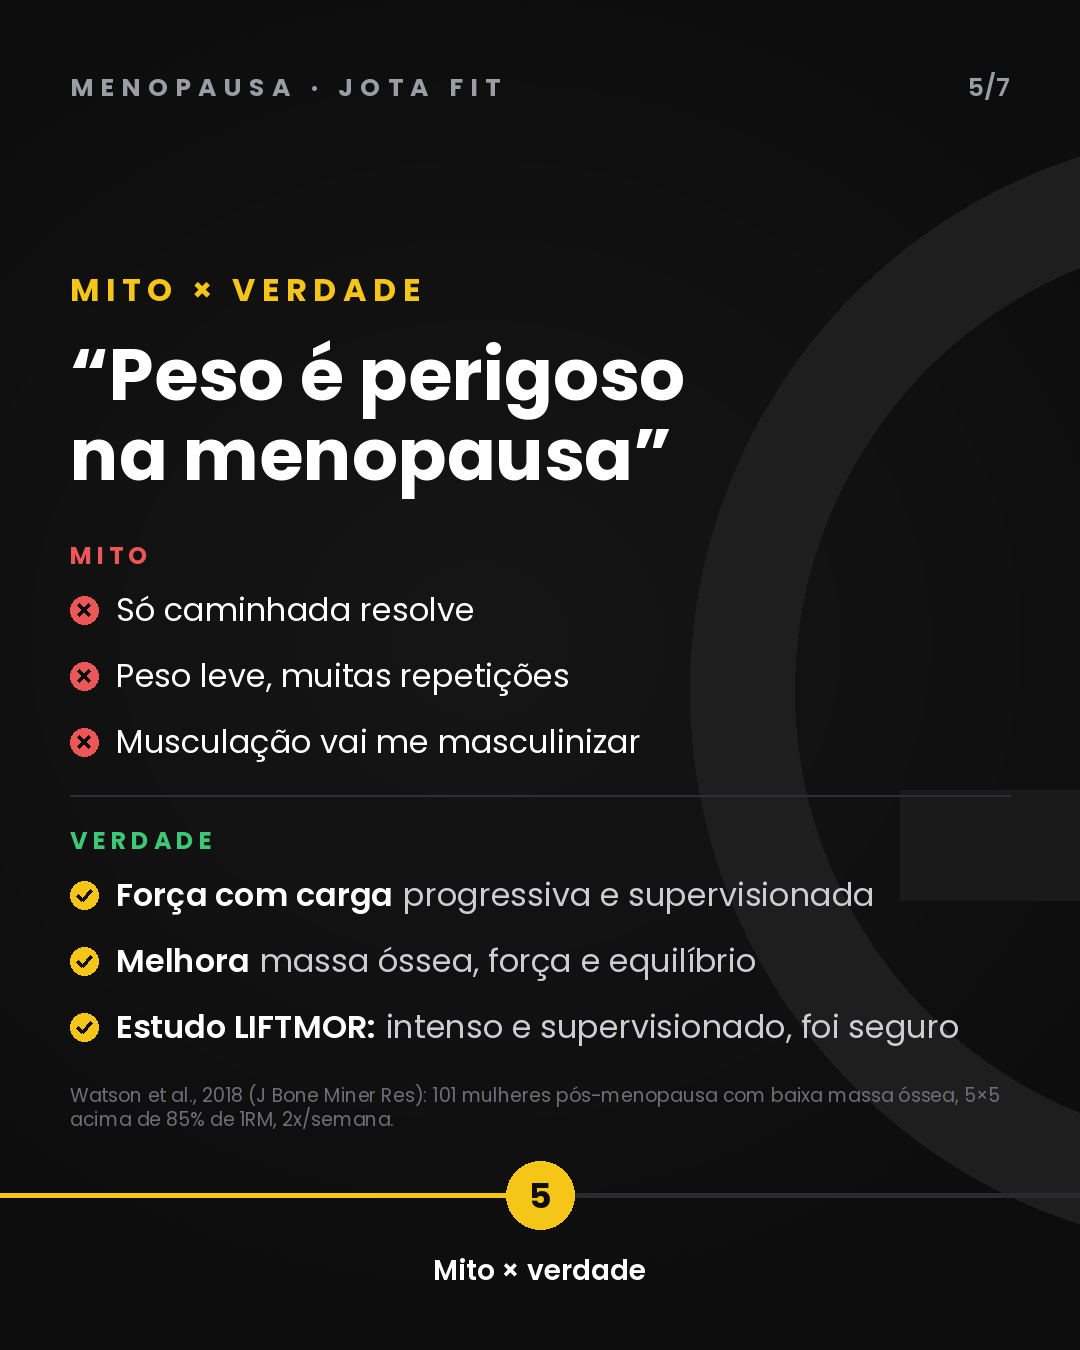 MENOPAUSA · JOTA FIT
5/7
MITO × VERDADE
“Peso é perigoso
na menopausa”
MITO
Só caminhada resolve
Peso leve, muitas repetições
Musculação vai me masculinizar
VERDADE
Força com carga progressiva e supervisionada
Melhora massa óssea, força e equilíbrio
Estudo LIFTMOR: intenso e supervisionado, foi seguro
Watson et al., 2018 (J Bone Miner Res): 101 mulheres pós-menopausa com baixa massa óssea, 5×5
acima de 85% de 1RM, 2x/semana.
5
Mito × verdade